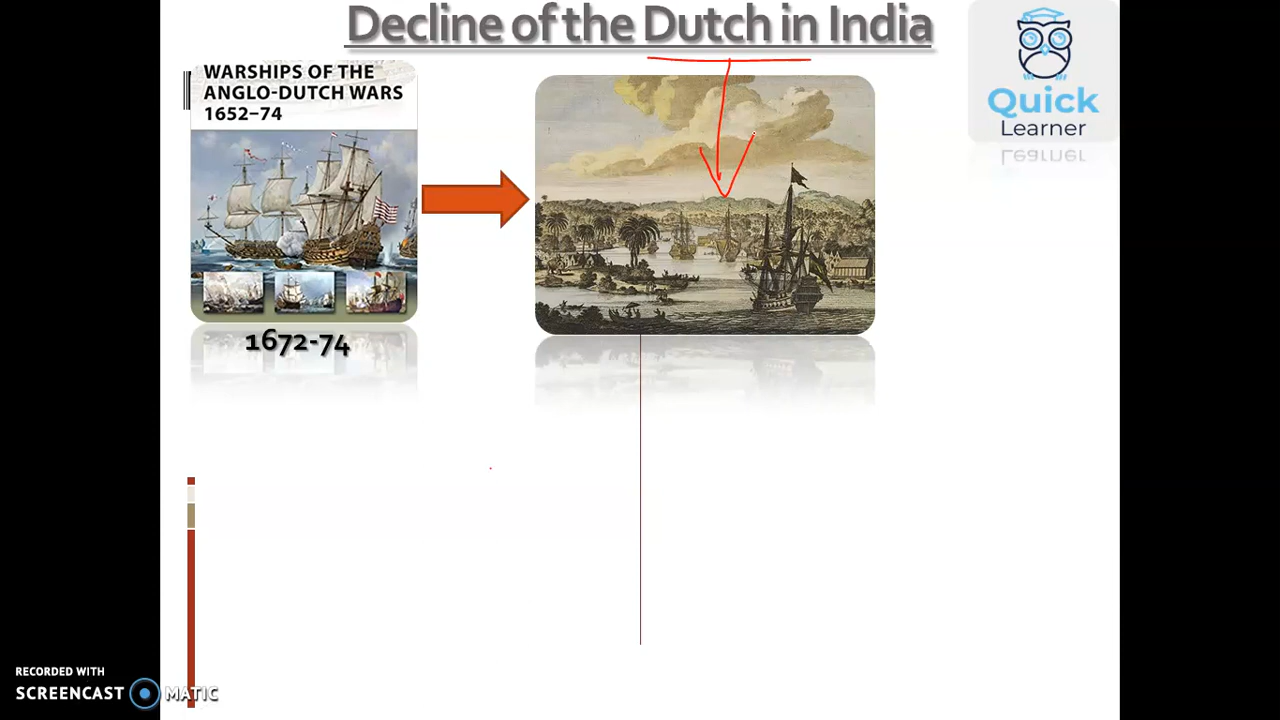 Decline of the Dutch in India
WARSHIPS OF THE
ANGLO-DUTCH WARS
1652–74
1672-74
Quick
Learner
RECORDED WITH
SCREENCAST MATIC